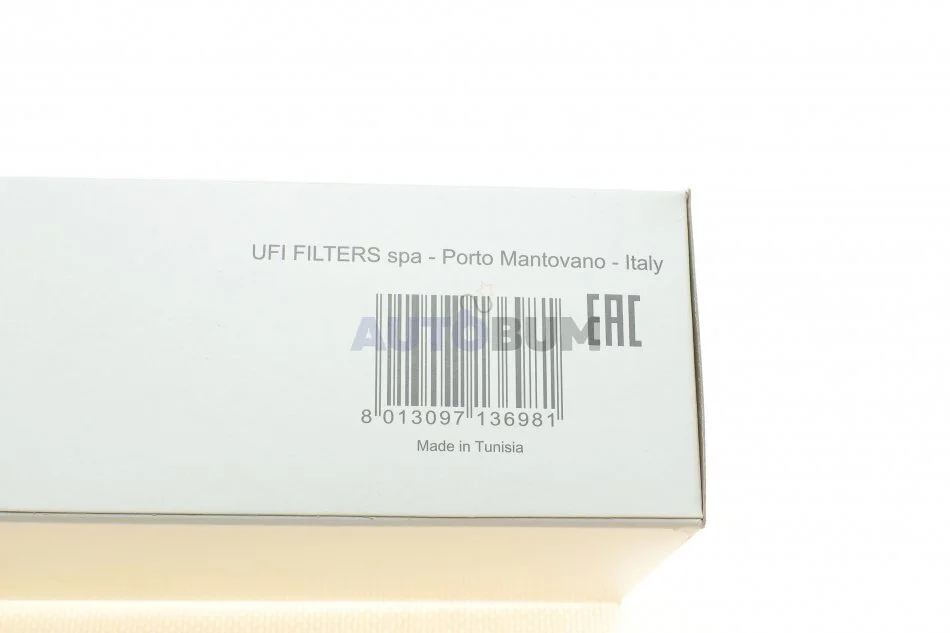 UFI FILTERS spa - Porto Mantovano - Italy
AUTOBUM
EAC
8 013097 136981
Made in Tunisia